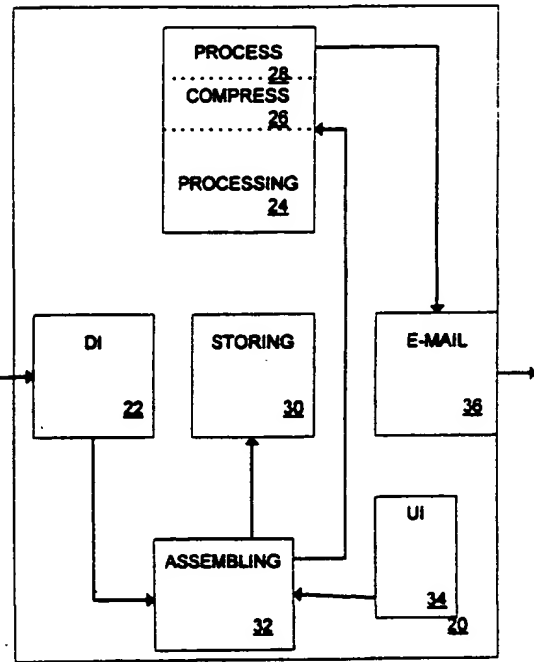 PROCESS
28
COMPRESS
26
PROCESSING
24
DI
22
STORING
30
E-MAIL
36
ASSEMBLING
32
UI
34
20